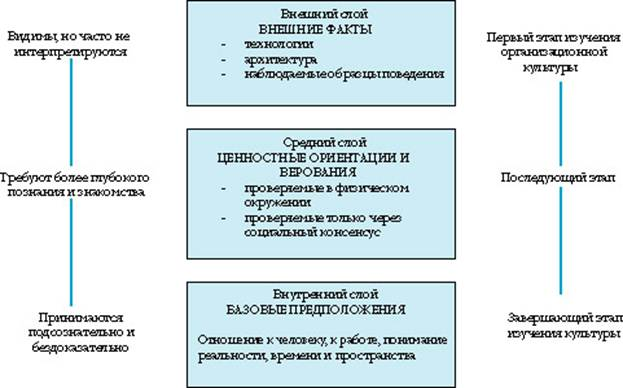 Видимы, но часто не
интерпретируются
Внешний слой
ВНЕШНИЕ ФАКТЫ
- технологии
- архитектура
- наблюдаемые образцы поведения
Первый этап изучения
организационной
культуры
Требуют более глубокого
познания и знакомства
Средний слой
ЦЕННОСТНЫЕ ОРИЕНТАЦИИ И
ВЕРОВАНИЯ
- проверяемые в физическом
окружении
- проверяемые только через
социальный консенсус
Последующий этап
Принимаются
подсознательно и
бездоказательно
Внутренний слой
БАЗОВЫЕ ПРЕДПОЛОЖЕНИЯ
Отношение к человеку, к работе, понимание
реальности, времени и пространства
Завершающий этап
изучения культуры